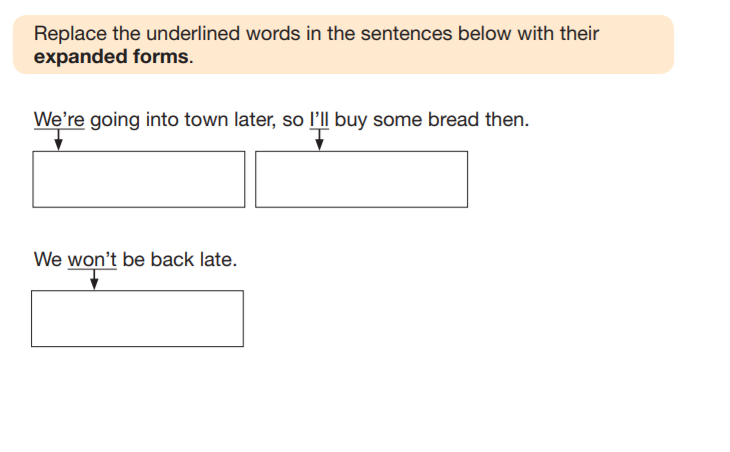 Replace the underlined words in the sentences below with their
expanded forms.
We’re going into town later, so I’ll buy some bread then.
We won’t be back late.